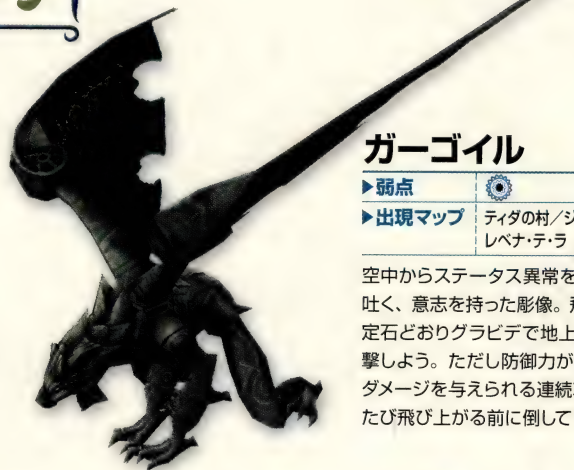 ガーゴイル
▶弱点
▶出現マップ ティダの村／ジ
レベナ・テ・ラ
空中からステータス異常を
吐く、意志を持った彫像。飛
定石どおりグラビデで地上
撃しよう。ただし防御力が
ダメージを与えられる連続
たび飛び上がる前に倒して